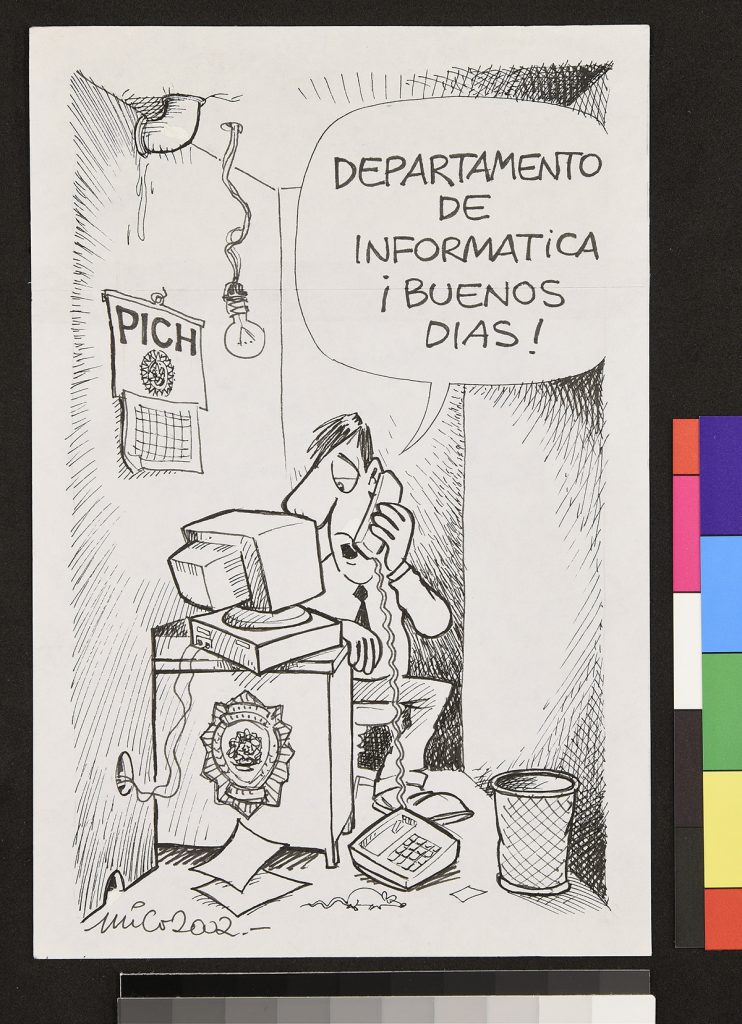 DEPARTAMENTO
DE
INFORMATiCA
¡BUENOS
DIAS!
PICH
MICO 2002.-